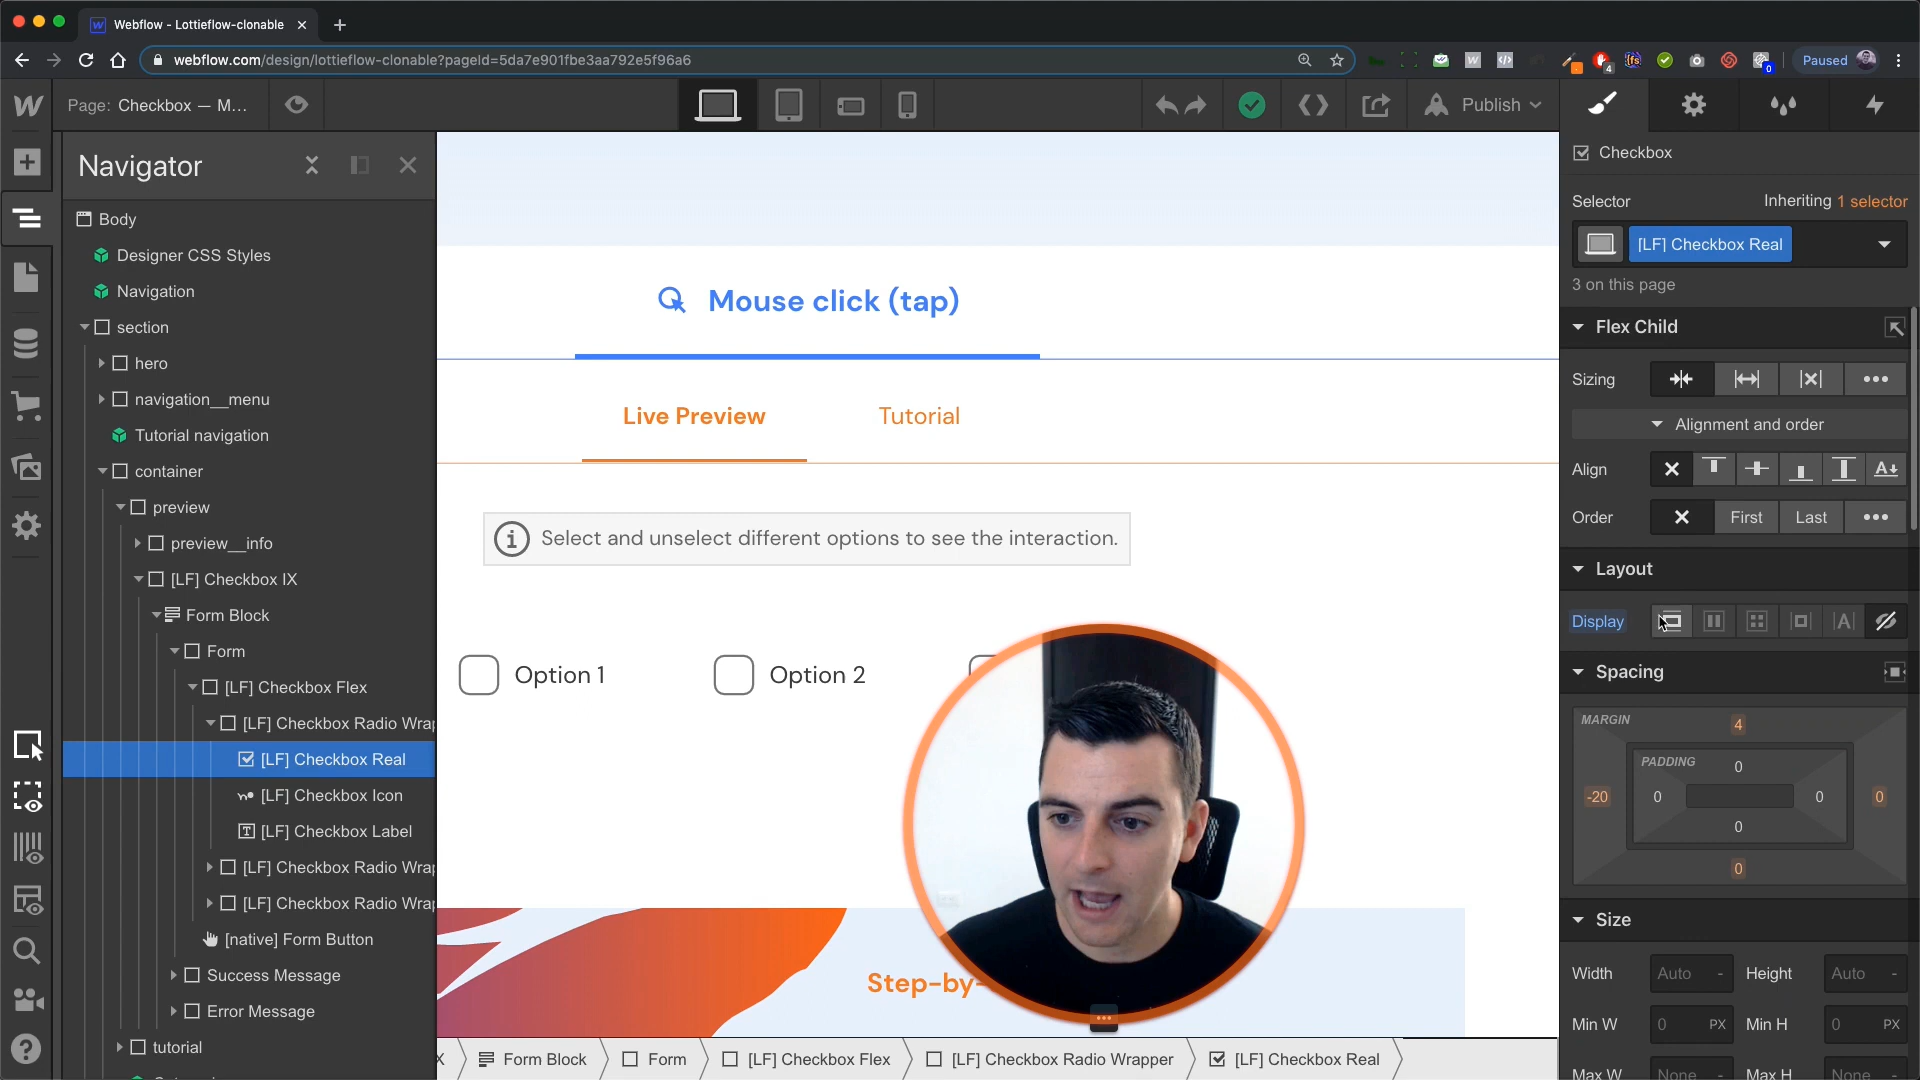 Webflow - Lottieflow-clonable
webflow.com/design/lottieflow-clonable?pageId=5da7e901fbe3aa792e5f96a6
4
0
Paused
Page: Checkbox — M...
Publish
Navigator
Body
Designer CSS Styles
Navigation
section
hero
navigation__menu
Tutorial navigation
container
preview
preview__info
[LF] Checkbox IX
Form Block
Form
[LF] Checkbox Flex
[LF] Checkbox Radio Wrap
[LF] Checkbox Real
[LF] Checkbox Icon
[LF] Checkbox Label
[LF] Checkbox Radio Wrap
[LF] Checkbox Radio Wrap
[native] Form Button
Success Message
Error Message
tutorial
Mouse click (tap)
Live Preview
Tutorial
Select and unselect different options to see the interaction.
Option 1
Option 2
Step-by-
X
Form Block
Form
[LF] Checkbox Flex
[LF] Checkbox Radio Wrapper
[LF] Checkbox Real
Checkbox
Selector
Inheriting 1 selector
[LF] Checkbox Real
3 on this page
Flex Child
Sizing
Alignment and order
Align
Order
First
Last
Layout
Display
Spacing
MARGIN
4
PADDING
0
-20
0
0
0
0
0
Size
Width
Auto -
Height
Auto -
Min W
0 PX
Min H
0 PX
Max W
None -
Max H
None -